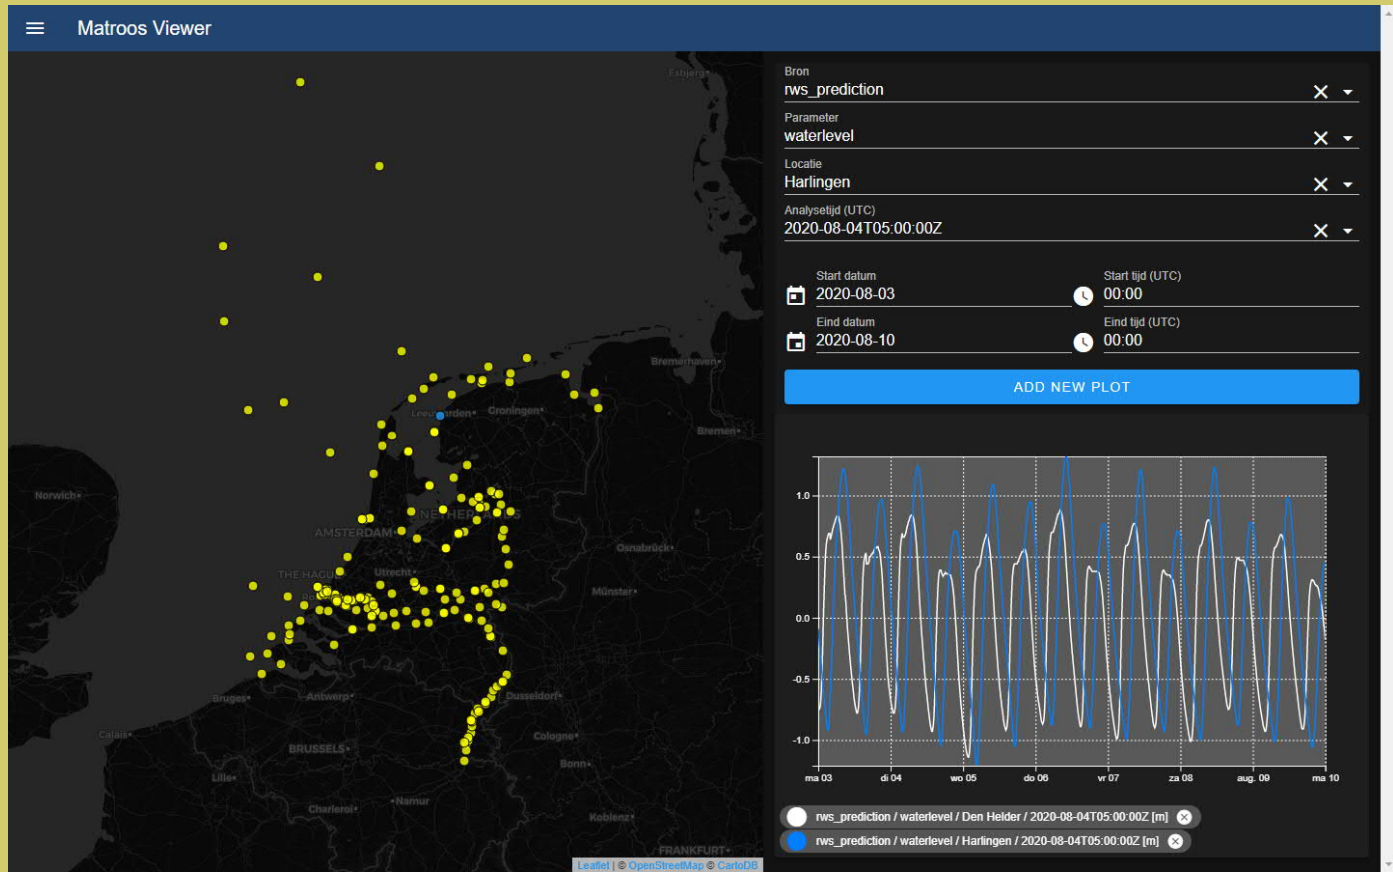 Matroos Viewer
Esbjerg
Bremerhaven
Leeuwarden
Groningen
Bremen
Norwich
NETHERLANDS
AMSTERDAM
Osnabrück
THE HAGUE
Utrecht
Münster
Bruges
Antwerp
Dusseldorf
Calais
BRUSSELS
Cologne
Bonn
Lille
Charleroi
Namur
Koblenz
FRANKFURT
Leaflet | © OpenStreetMap © CartoDB
Bron
rws_prediction
Parameter
waterlevel
Locatie
Harlingen
Analysetijd (UTC)
2020-08-04T05:00:00Z
Start datum
2020-08-03
Start tijd (UTC)
00:00
Eind datum
2020-08-10
Eind tijd (UTC)
00:00
ADD NEW PLOT
1.0
0.5
0.0
-0.5
-1.0
ma 03 di 04 wo 05 do 06 vr 07 za 08 aug. 09 ma 10
rws_prediction / waterlevel / Den Helder / 2020-08-04T05:00:00Z [m]
rws_prediction / waterlevel / Harlingen / 2020-08-04T05:00:00Z [m]